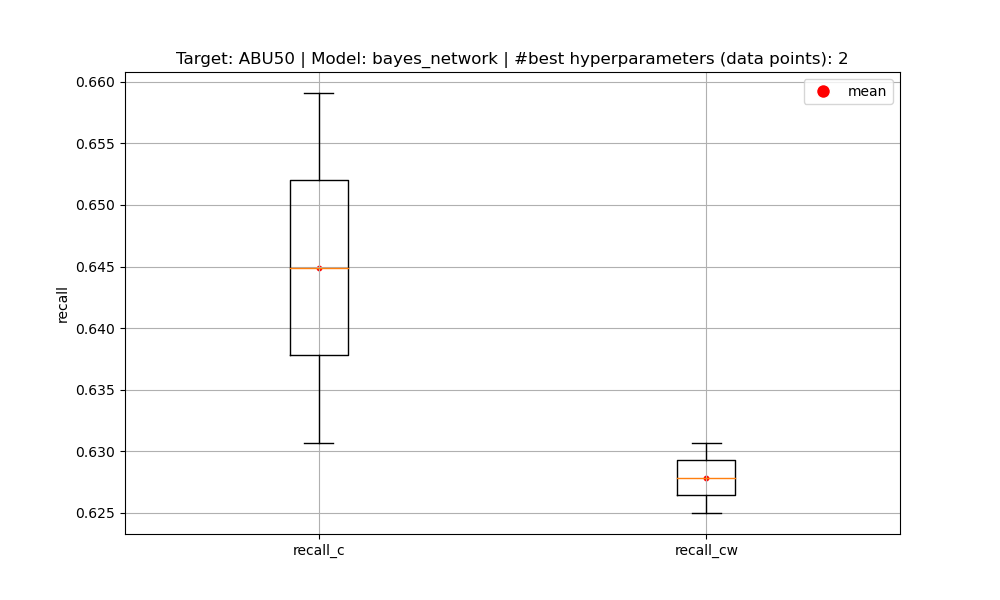 Target: ABU50 | Model: bayes_network | #best hyperparameters (data points): 2
mean
recall
0.660
0.655
0.650
0.645
0.640
0.635
0.630
0.625
recall_c
recall_cw